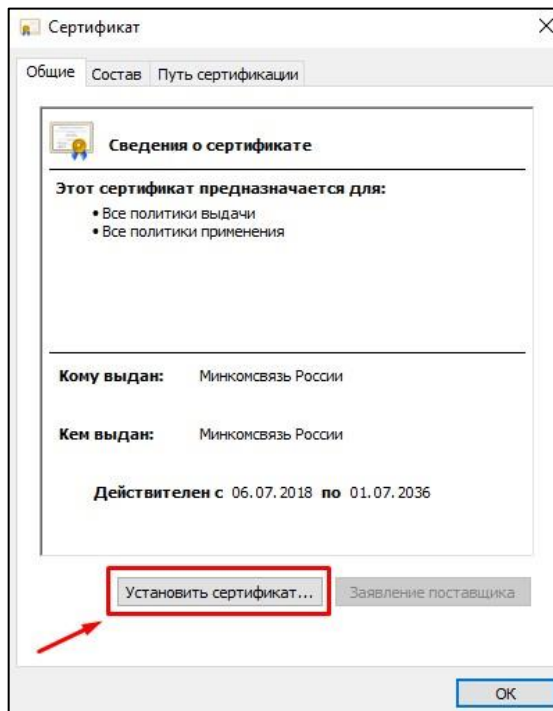 Сертификат
Общие Состав Путь сертификации
Сведения о сертификате
Этот сертификат предназначается для:
• Все политики выдачи
• Все политики применения
Кому выдан: Минкомсвязь России
Кем выдан: Минкомсвязь России
Действителен с 06.07.2018 по 01.07.2036
Установить сертификат... Заявление поставщика
ОК